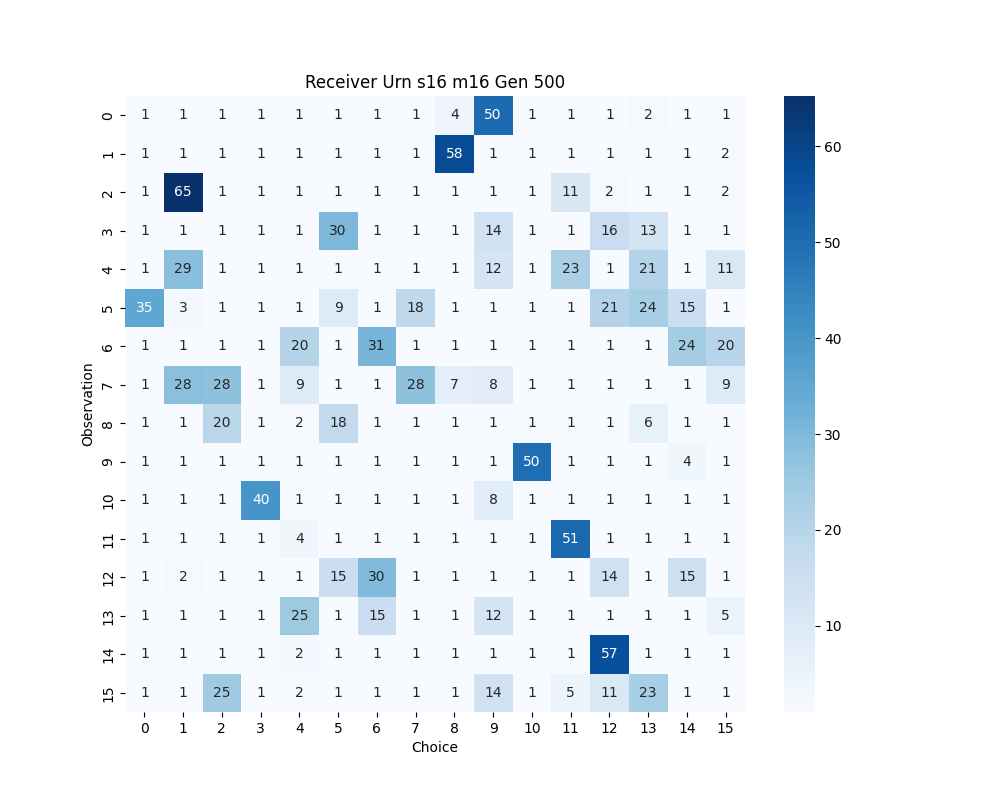 Receiver Urn s16 m16 Gen 500
0 1 1 1 1 1 1 1 1 4 50 1 1 1 2 1 1
1 1 1 1 1 1 1 1 1 58 1 1 1 1 1 1 2
2 1 65 1 1 1 1 1 1 1 1 1 11 2 1 1 2
3 1 1 1 1 1 30 1 1 1 14 1 1 16 13 1 1
4 1 29 1 1 1 1 1 1 1 12 1 23 1 21 1 11
5 35 3 1 1 1 9 1 18 1 1 1 1 21 24 15 1
6 1 1 1 1 20 1 31 1 1 1 1 1 1 1 24 20
7 1 28 28 1 9 1 1 28 7 8 1 1 1 1 1 9
8 1 1 20 1 2 18 1 1 1 1 1 1 1 6 1 1
9 1 1 1 1 1 1 1 1 1 1 50 1 1 1 4 1
10 1 1 1 40 1 1 1 1 1 8 1 1 1 1 1 1
11 1 1 1 1 4 1 1 1 1 1 1 51 1 1 1 1
12 1 2 1 1 1 15 30 1 1 1 1 1 14 1 15 1
13 1 1 1 1 25 1 15 1 1 12 1 1 1 1 1 5
14 1 1 1 1 2 1 1 1 1 1 1 1 57 1 1 1
15 1 1 25 1 2 1 1 1 1 14 1 5 11 23 1 1
0 1 2 3 4 5 6 7 8 9 10 11 12 13 14 15
Choice
Observation
60
50
40
30
20
10